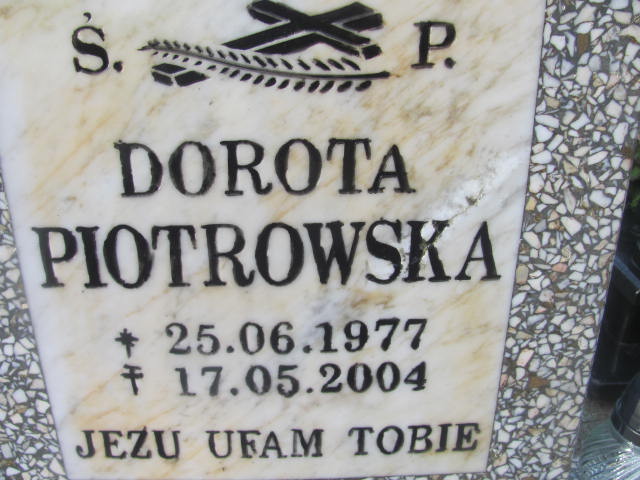 Ś. P.
DOROTA
PIOTROWSKA
* 25.06.1977
† 17.05.2004
JEZU UFAM TOBIE